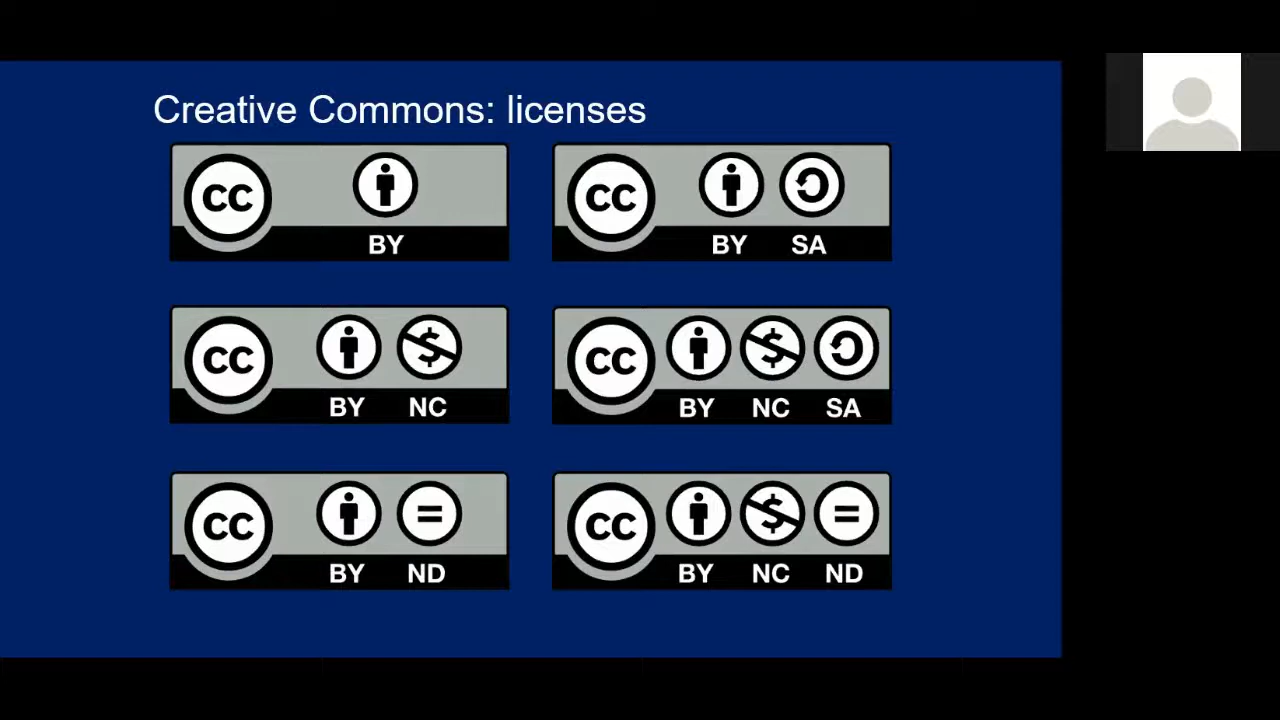 Creative Commons: licenses
CC BY
CC BY SA
CC BY $ NC
CC BY $ NC SA
CC BY = ND
CC BY $ NC = ND